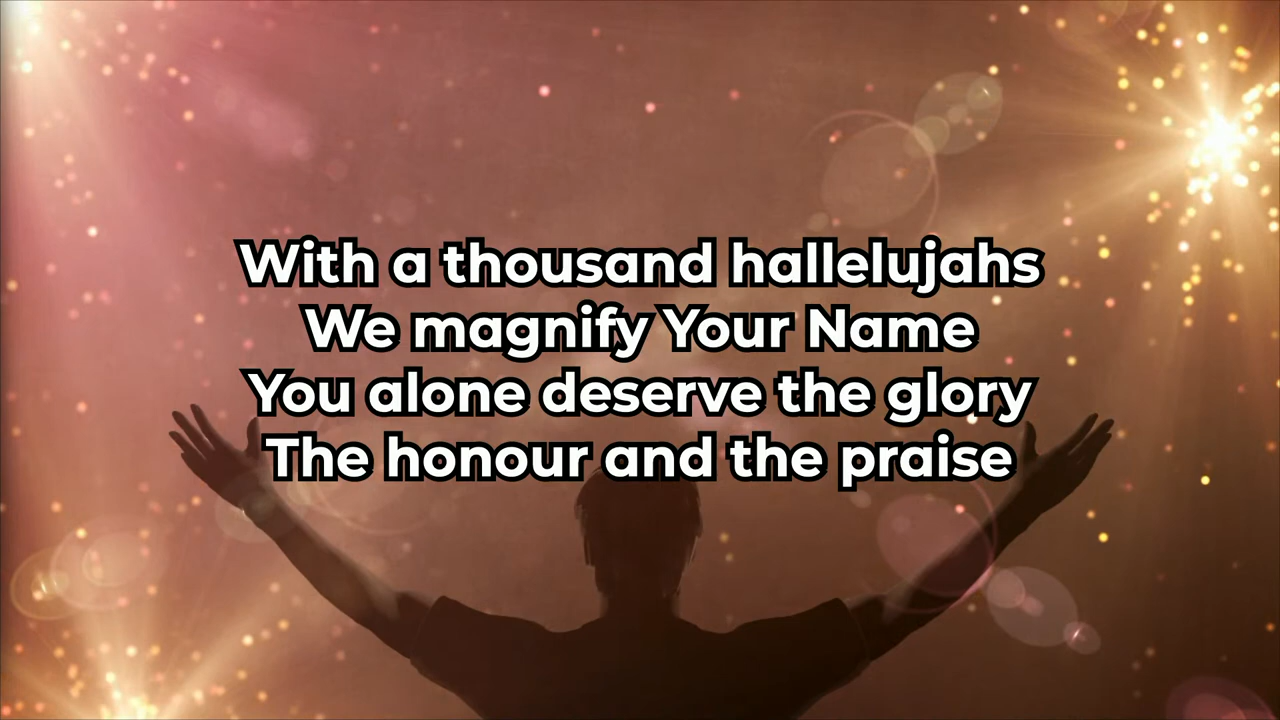 With a thousand hallelujahs
We magnify Your Name
You alone deserve the glory
The honour and the praise